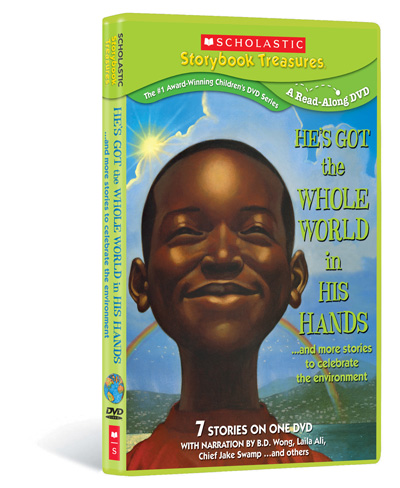 SCHOLASTIC
Storybook Treasures
HE'S GOT the WHOLE WORLD in HIS HANDS
...and more stories to celebrate the environment
DVD
S
SCHOLASTIC
Storybook Treasures
The #1 Award-Winning Children's DVD Series
A Read-Along DVD
HE'S GOT
the
WHOLE
WORLD
in
HIS
HANDS
...and more stories
to celebrate
the environment
7 STORIES ON ONE DVD
WITH NARRATION BY B.D. Wong, Laila Ali,
Chief Jake Swamp ...and others